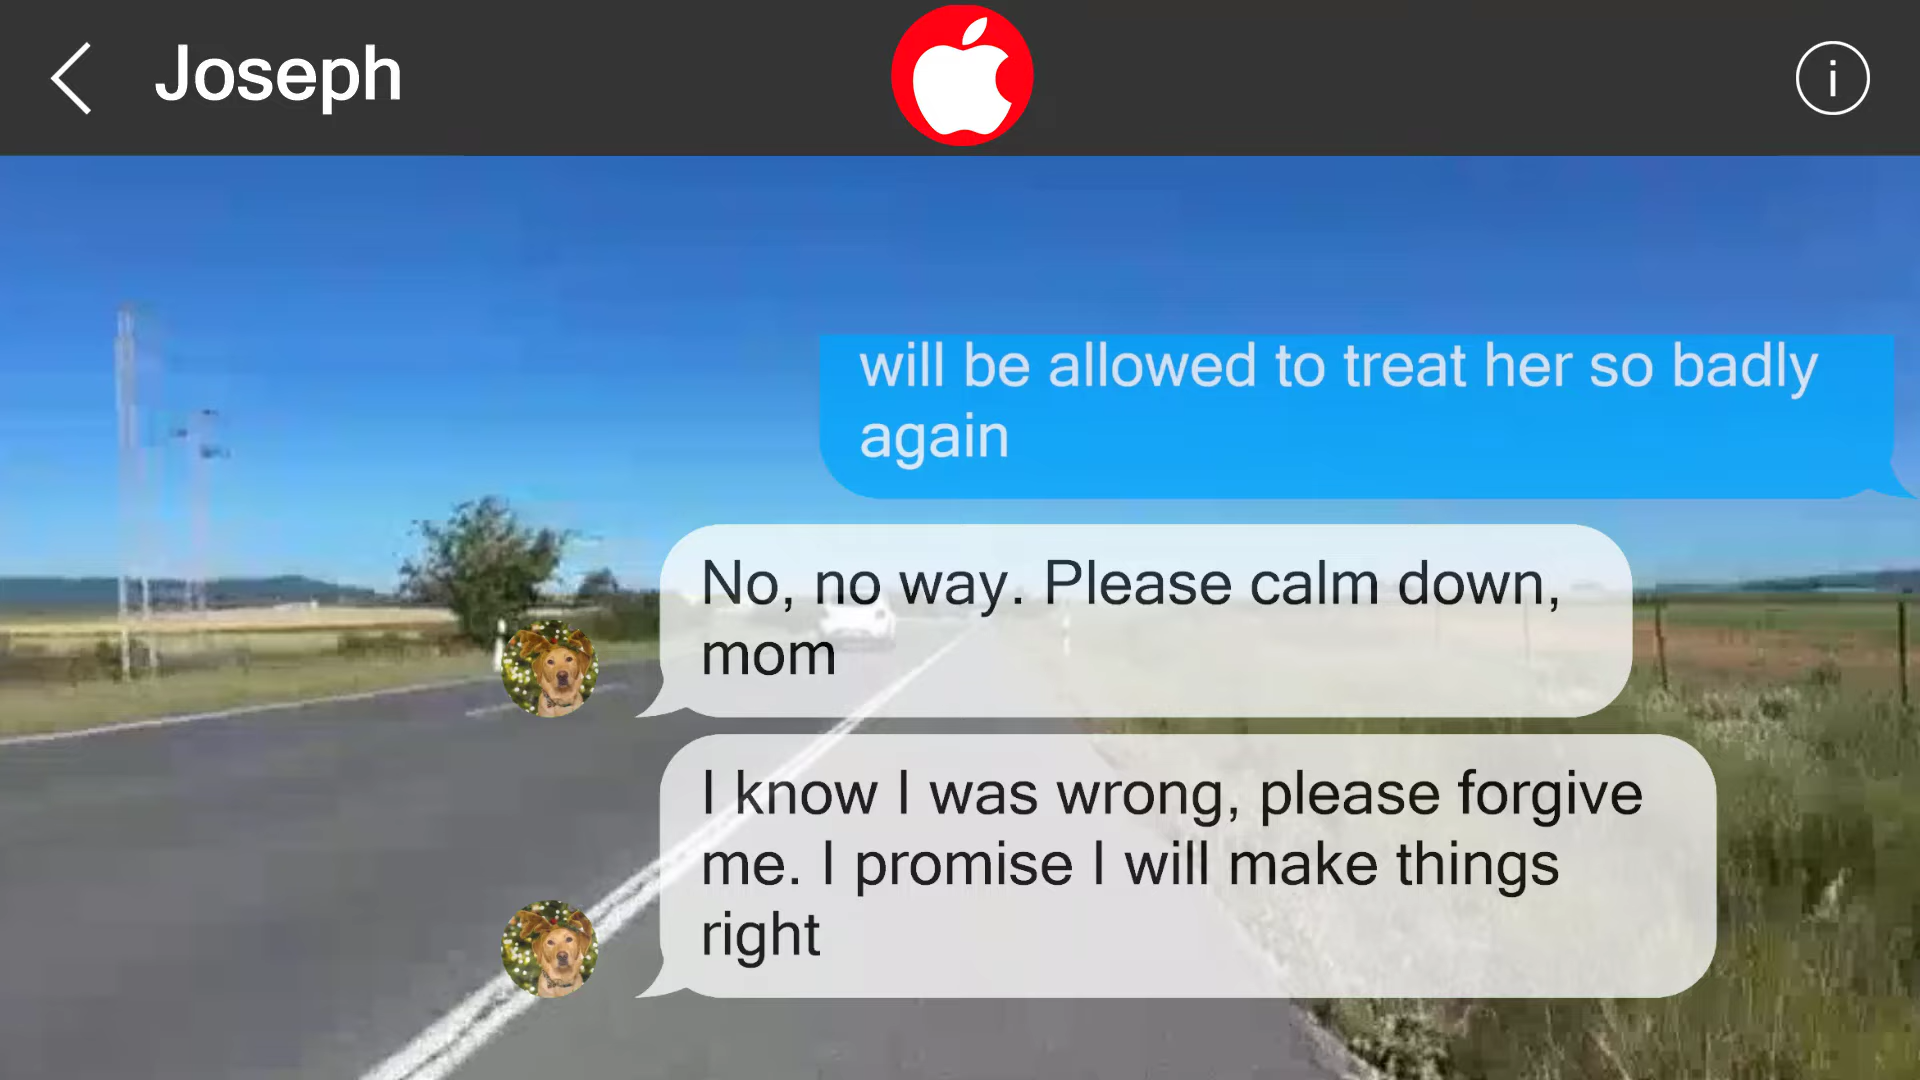 Joseph
will be allowed to treat her so badly
again
No, no way. Please calm down,
mom
I know I was wrong, please forgive
me. I promise I will make things
right